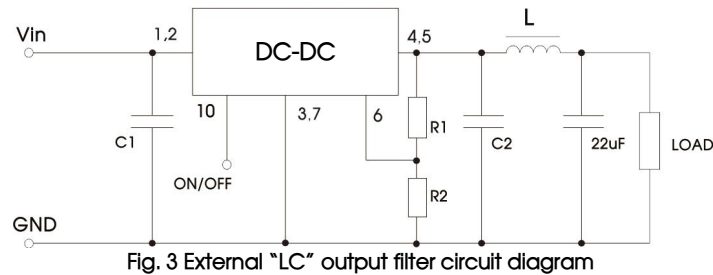 L
Vin
1,2
DC-DC
4,5
10
3,7
6
R1
C1
C2
22uF
LOAD
ON/OFF
R2
GND
Fig. 3 External "LC" output filter circuit diagram